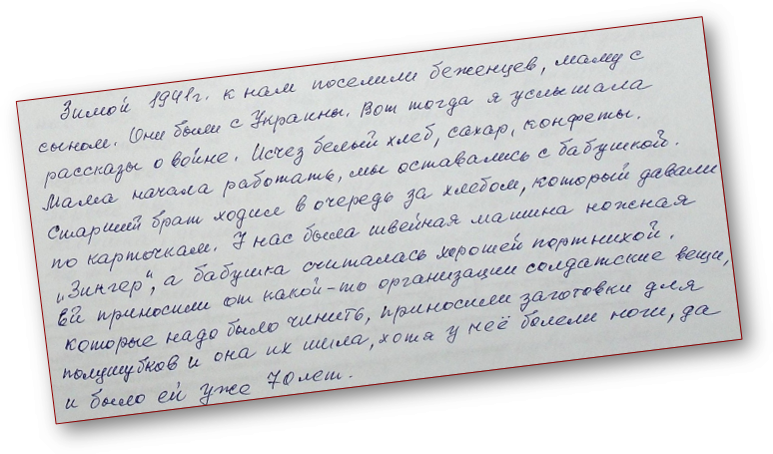 Зимой 1941г. к нам поселили беженцев, маму с
сыном. Они были с Украины. Вот тогда я услышала
рассказы о войне. Исчез белый хлеб, сахар, конфеты.
Мама начала работать, мы оставались с бабушкой.
Старший брат ходил в очередь за хлебом, который давали
по карточкам. У нас была швейная машина ножная
„Зингер“, а бабушка считалась хорошей портнихой.
Ей приносили от какой-то организации солдатские вещи,
которые надо было чинить, приносили заготовки для
полушубков и она их шила, хотя у неё болели ноги, да
и было ей уже 70 лет.